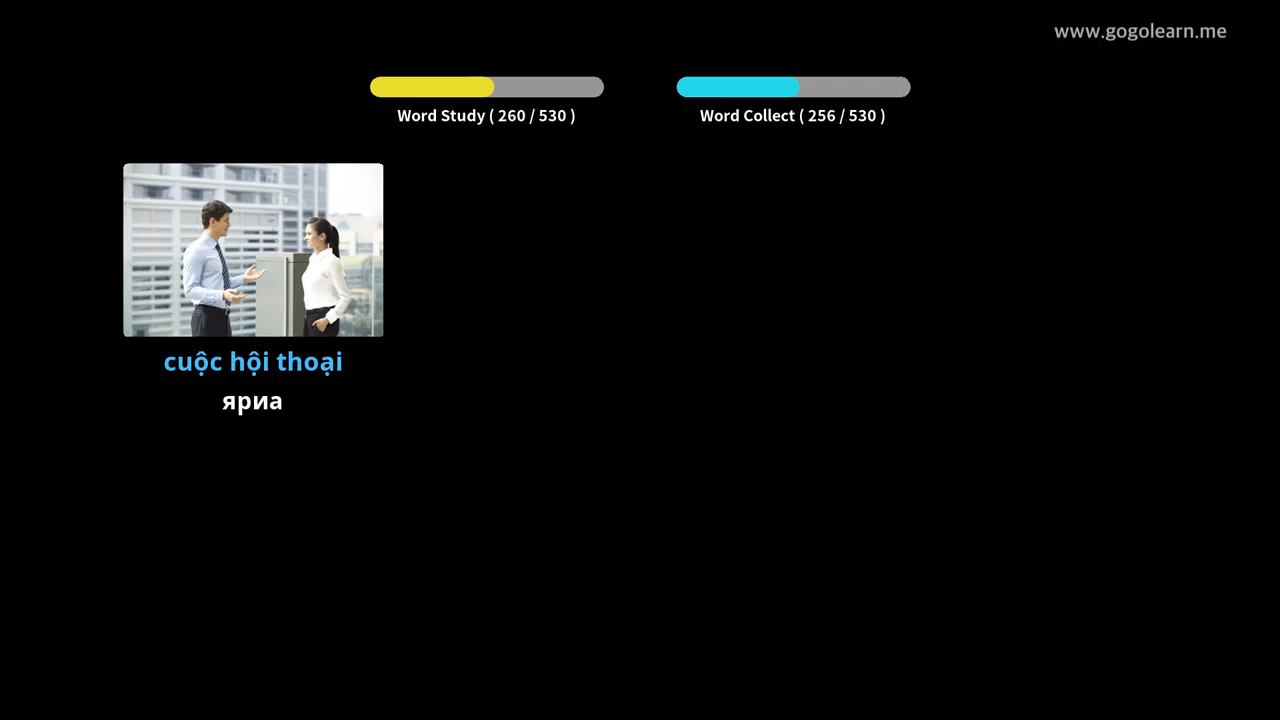 www.gogolearn.me
Word Study ( 260 / 530 )
Word Collect ( 256 / 530 )
cuộc hội thoại
яриа